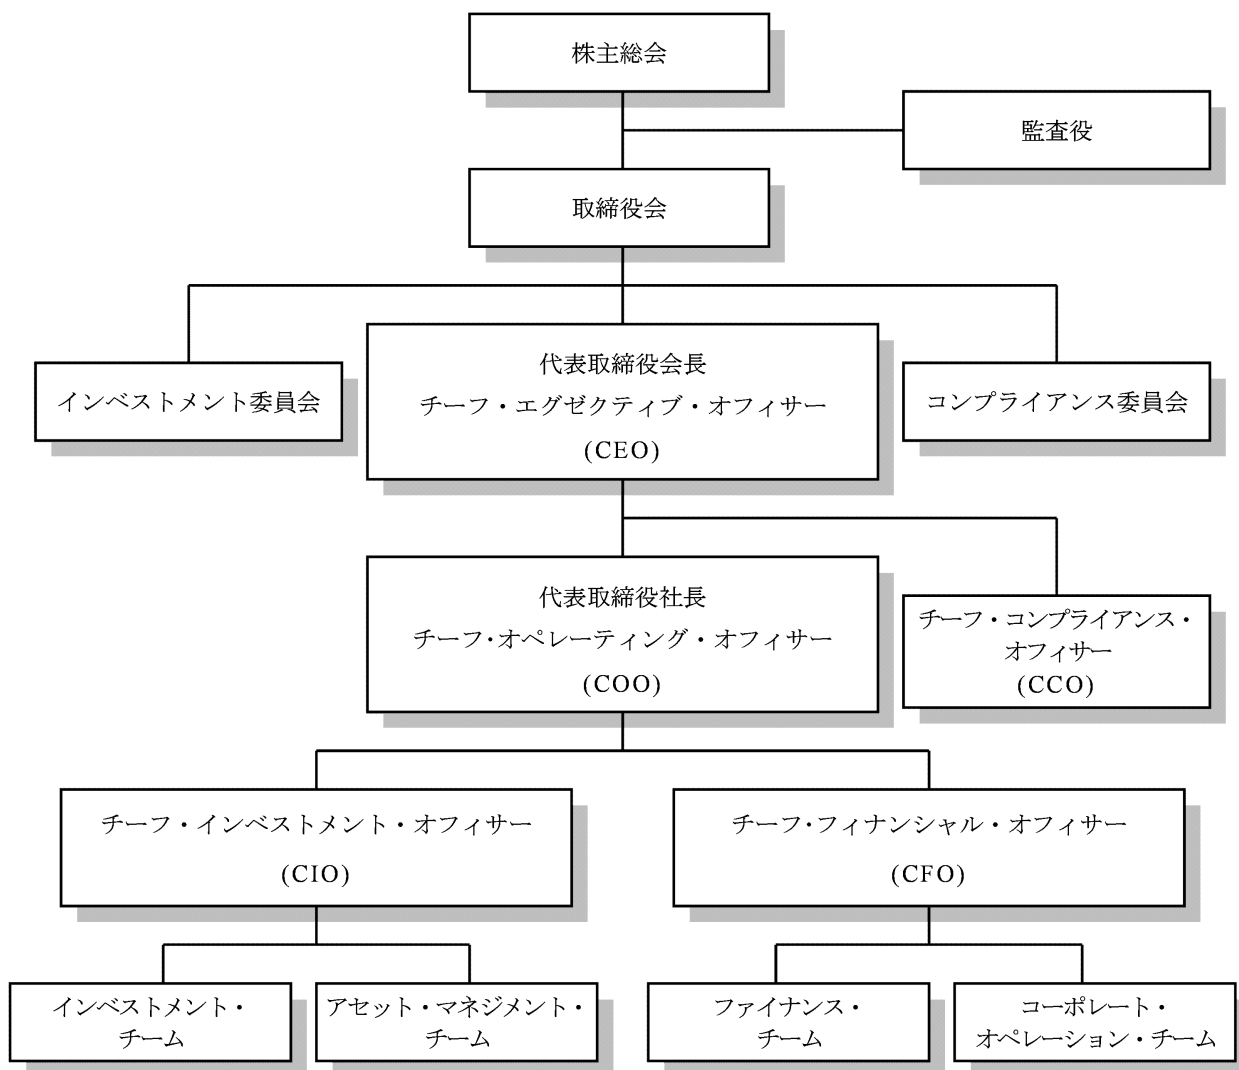 株主総会
監査役
取締役会
インベストメント委員会
代表取締役会長
チーフ・エグゼクティブ・オフィサー
(CEO)
コンプライアンス委員会
代表取締役社長
チーフ・オペレーティング・オフィサー
(COO)
チーフ・コンプライアンス・
オフィサー
(CCO)
チーフ・インベストメント・オフィサー
(CIO)
チーフ・フィナンシャル・オフィサー
(CFO)
インベストメント・
チーム
アセット・マネジメント・
チーム
ファイナンス・
チーム
コーポレート・
オペレーション・チーム